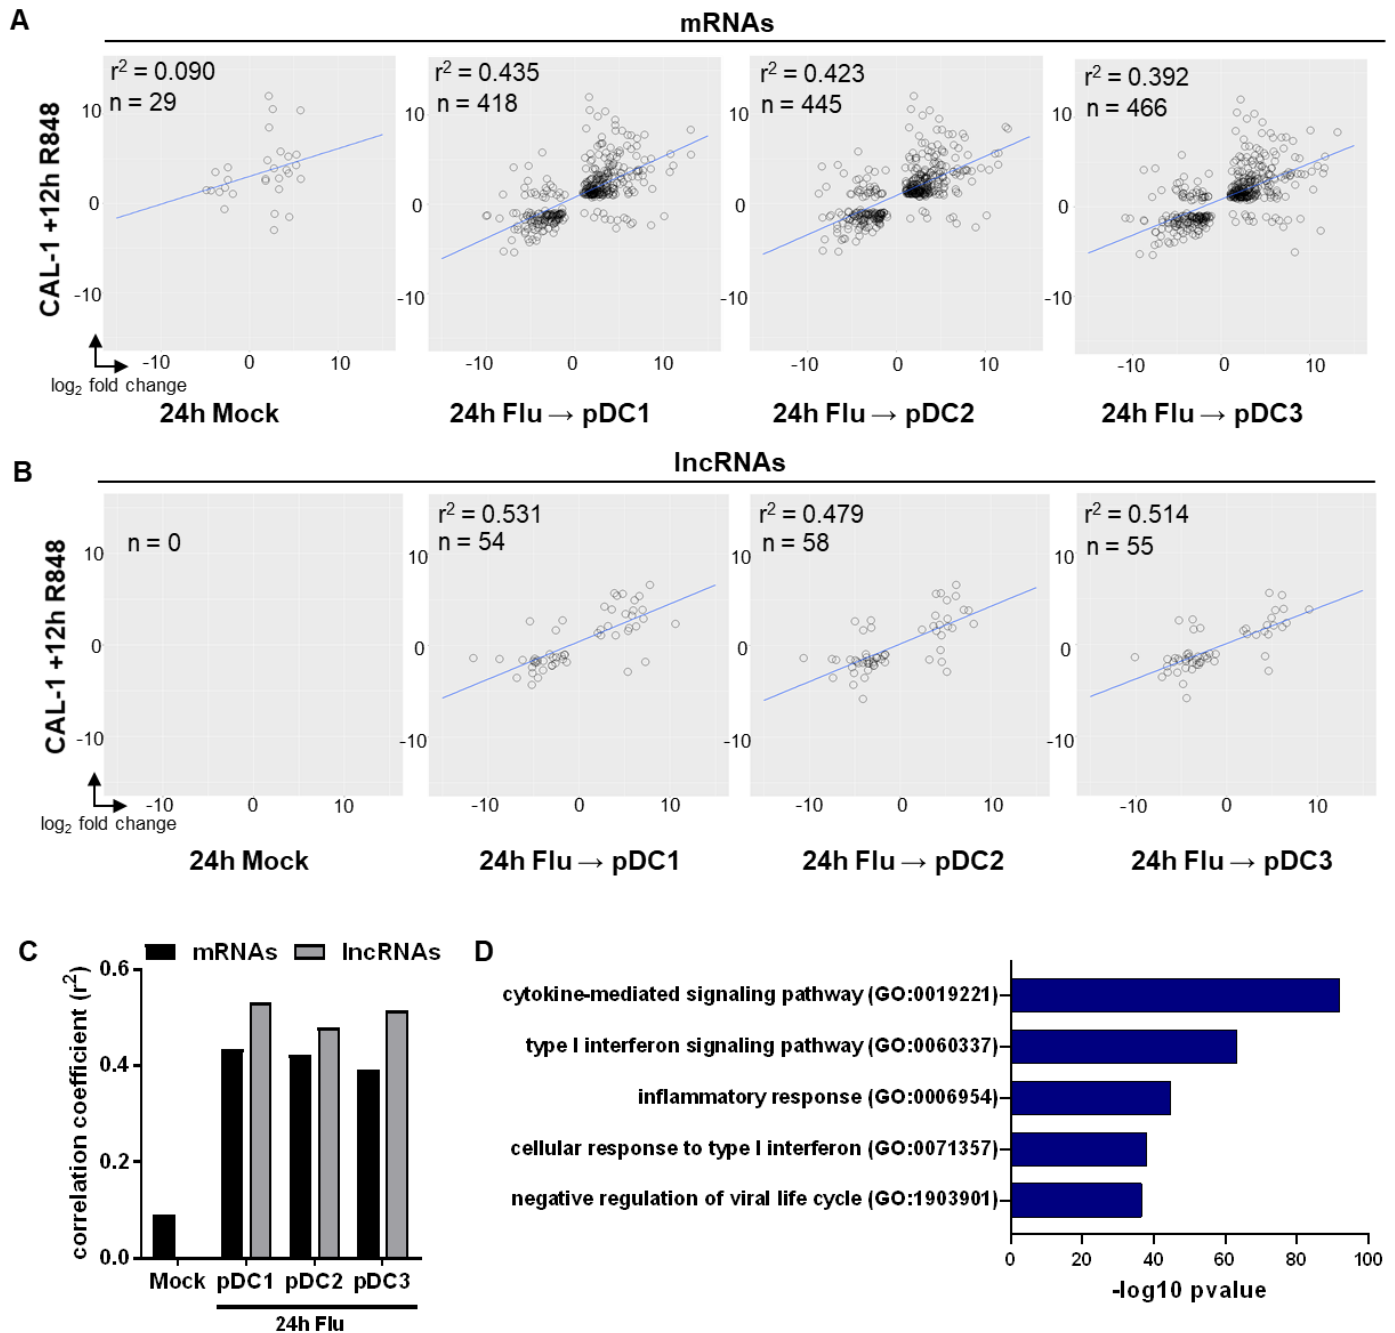 A
mRNAs
CAL-1 +12h R848
r² = 0.090
n = 29
10
0
-10
-10 0 10
r² = 0.435
n = 418
10
0
-10
-10 0 10
r² = 0.423
n = 445
10
0
-10
-10 0 10
r² = 0.392
n = 466
10
0
-10
-10 0 10
log₂ fold change
24h Mock
24h Flu → pDC1
24h Flu → pDC2
24h Flu → pDC3
B
lncRNAs
CAL-1 +12h R848
n = 0
10
0
-10
-10 0 10
r² = 0.531
n = 54
10
0
-10
-10 0 10
r² = 0.479
n = 58
10
0
-10
-10 0 10
r² = 0.514
n = 55
10
0
-10
-10 0 10
log₂ fold change
24h Mock
24h Flu → pDC1
24h Flu → pDC2
24h Flu → pDC3
C
mRNAs lncRNAs
correlation coefficient (r²)
0.6
0.4
0.2
0.0
Mock pDC1 pDC2 pDC3
24h Flu
D
cytokine-mediated signaling pathway (GO:0019221)
type I interferon signaling pathway (GO:0060337)
inflammatory response (GO:0006954)
cellular response to type I interferon (GO:0071357)
negative regulation of viral life cycle (GO:1903901)
0 20 40 60 80 100
-log10 pvalue